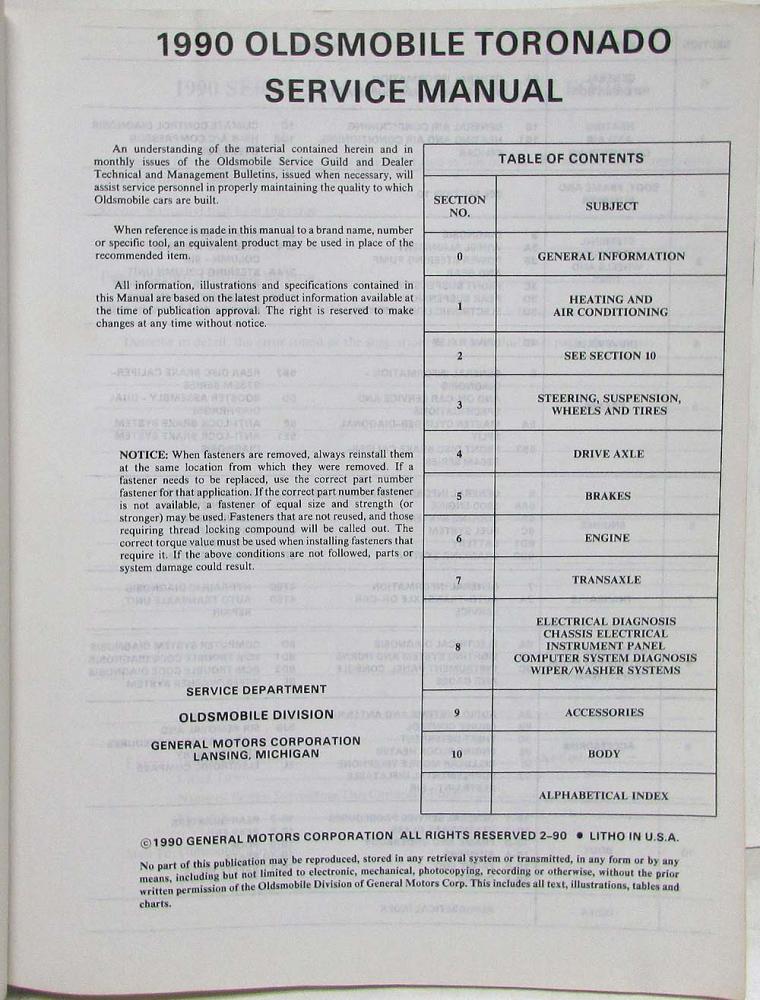 1990 OLDSMOBILE TORONADO
SERVICE MANUAL
An understanding of the material contained herein and in
monthly issues of the Oldsmobile Service Guild and Dealer
Technical and Management Bulletins, issued when necessary, will
assist service personnel in properly maintaining the quality to which
Oldsmobile cars are built.
When reference is made in this manual to a brand name, number
or specific tool, an equivalent product may be used in place of the
recommended item.
All information, illustrations and specifications contained in
this Manual are based on the latest product information available at
the time of publication approval. The right is reserved to make
changes at any time without notice.
NOTICE: When fasteners are removed, always reinstall them
at the same location from which they were removed. If a
fastener needs to be replaced, use the correct part number
fastener for that application. If the correct part number fastener
is not available, a fastener of equal size and strength (or
stronger) may be used. Fasteners that are not reused, and those
requiring thread locking compound will be called out. The
correct torque value must be used when installing fasteners that
require it. If the above conditions are not followed, parts or
system damage could result.
SERVICE DEPARTMENT
OLDSMOBILE DIVISION
GENERAL MOTORS CORPORATION
LANSING, MICHIGAN
TABLE OF CONTENTS
SECTION
NO.
SUBJECT
0 GENERAL INFORMATION
1 HEATING AND
AIR CONDITIONING
2 SEE SECTION 10
3 STEERING, SUSPENSION,
WHEELS AND TIRES
4 DRIVE AXLE
5 BRAKES
6 ENGINE
7 TRANSAXLE
8 ELECTRICAL DIAGNOSIS
CHASSIS ELECTRICAL
INSTRUMENT PANEL
COMPUTER SYSTEM DIAGNOSIS
WIPER/WASHER SYSTEMS
9 ACCESSORIES
10 BODY
ALPHABETICAL INDEX
©1990 GENERAL MOTORS CORPORATION ALL RIGHTS RESERVED 2-90 ● LITHO IN U.S.A.
No part of this publication may be reproduced, stored in any retrieval system or transmitted, in any form or by any
means, including but not limited to electronic, mechanical, photocopying, recording or otherwise, without the prior
written permission of the Oldsmobile Division of General Motors Corp. This includes all text, illustrations, tables and
charts.